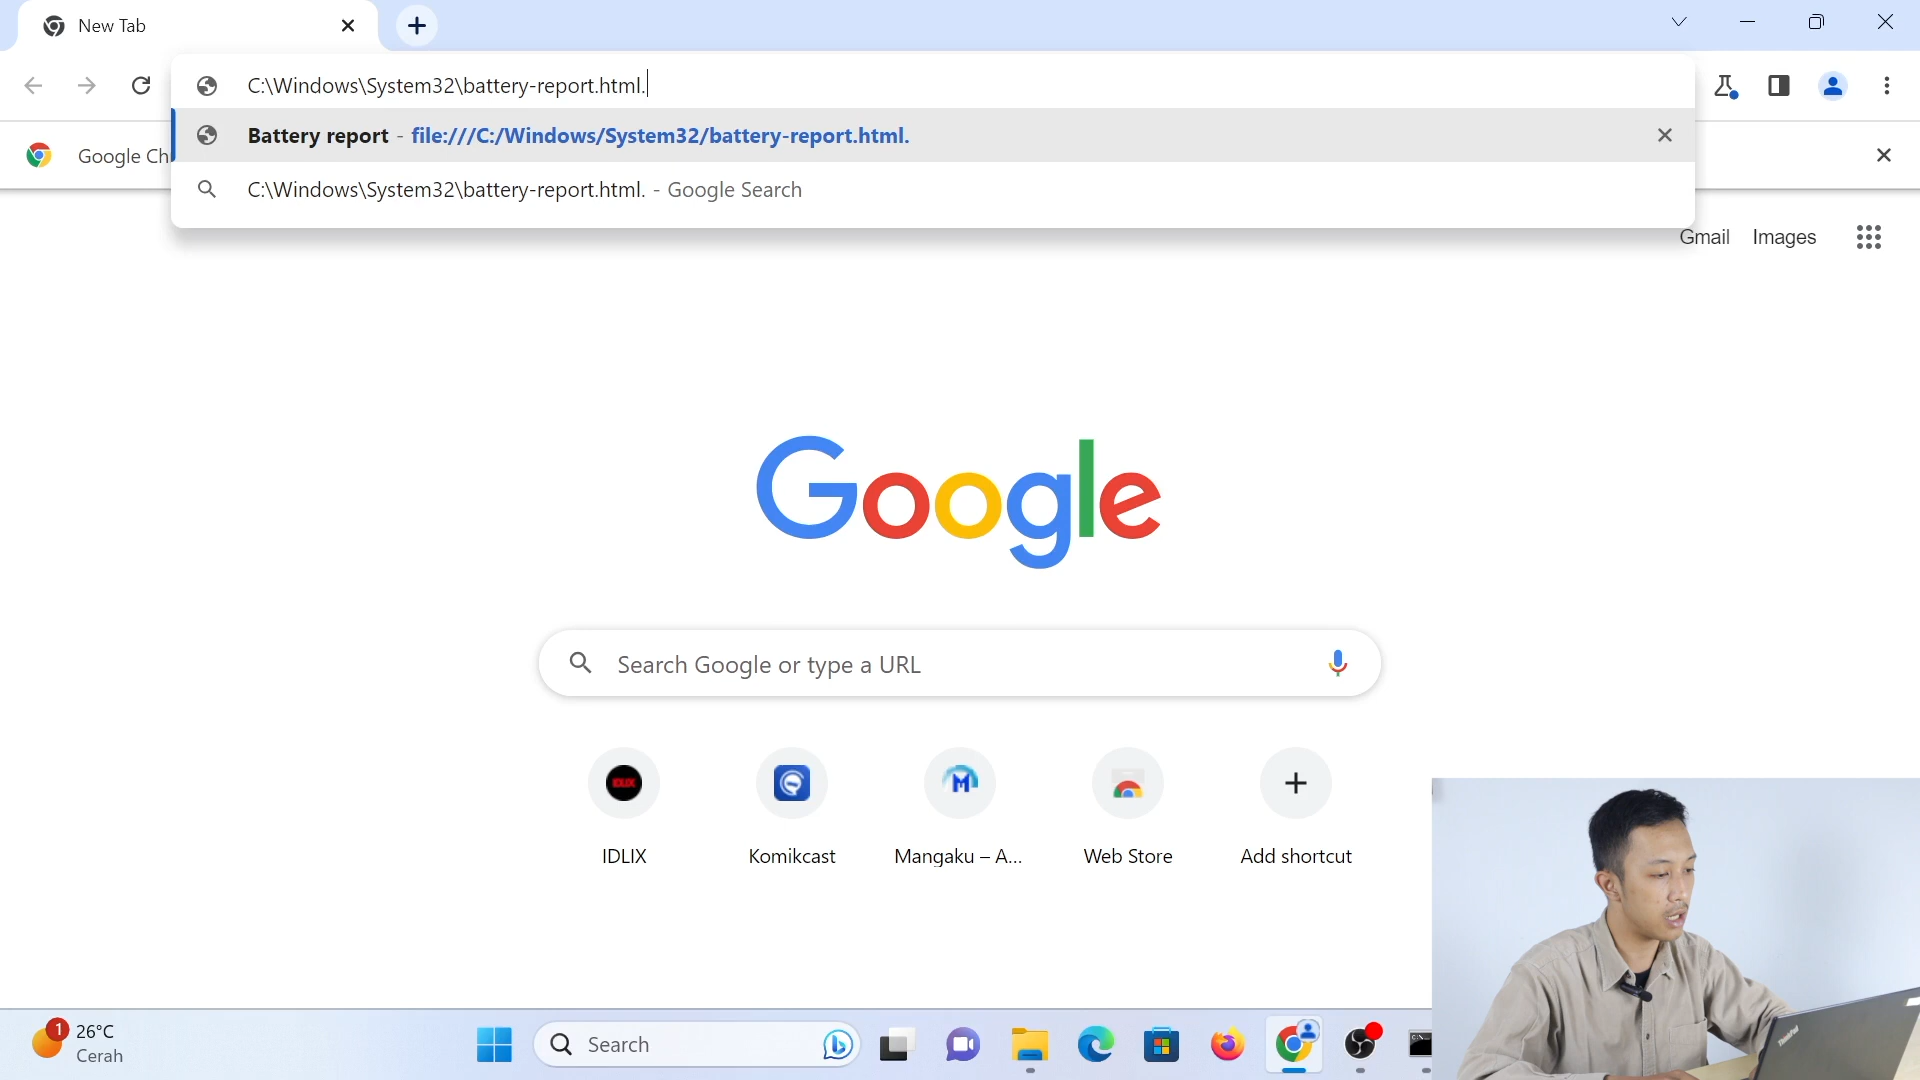 New Tab
C:\Windows\System32\battery-report.html.
Battery report - file:///C:/Windows/System32/battery-report.html.
Google Ch
C:\Windows\System32\battery-report.html. - Google Search
Gmail Images
Google
Search Google or type a URL
IDLIX
IDLIX Komikcast Mangaku – A... Web Store Add shortcut
1 26°C
Cerah
Search
ThinkPad